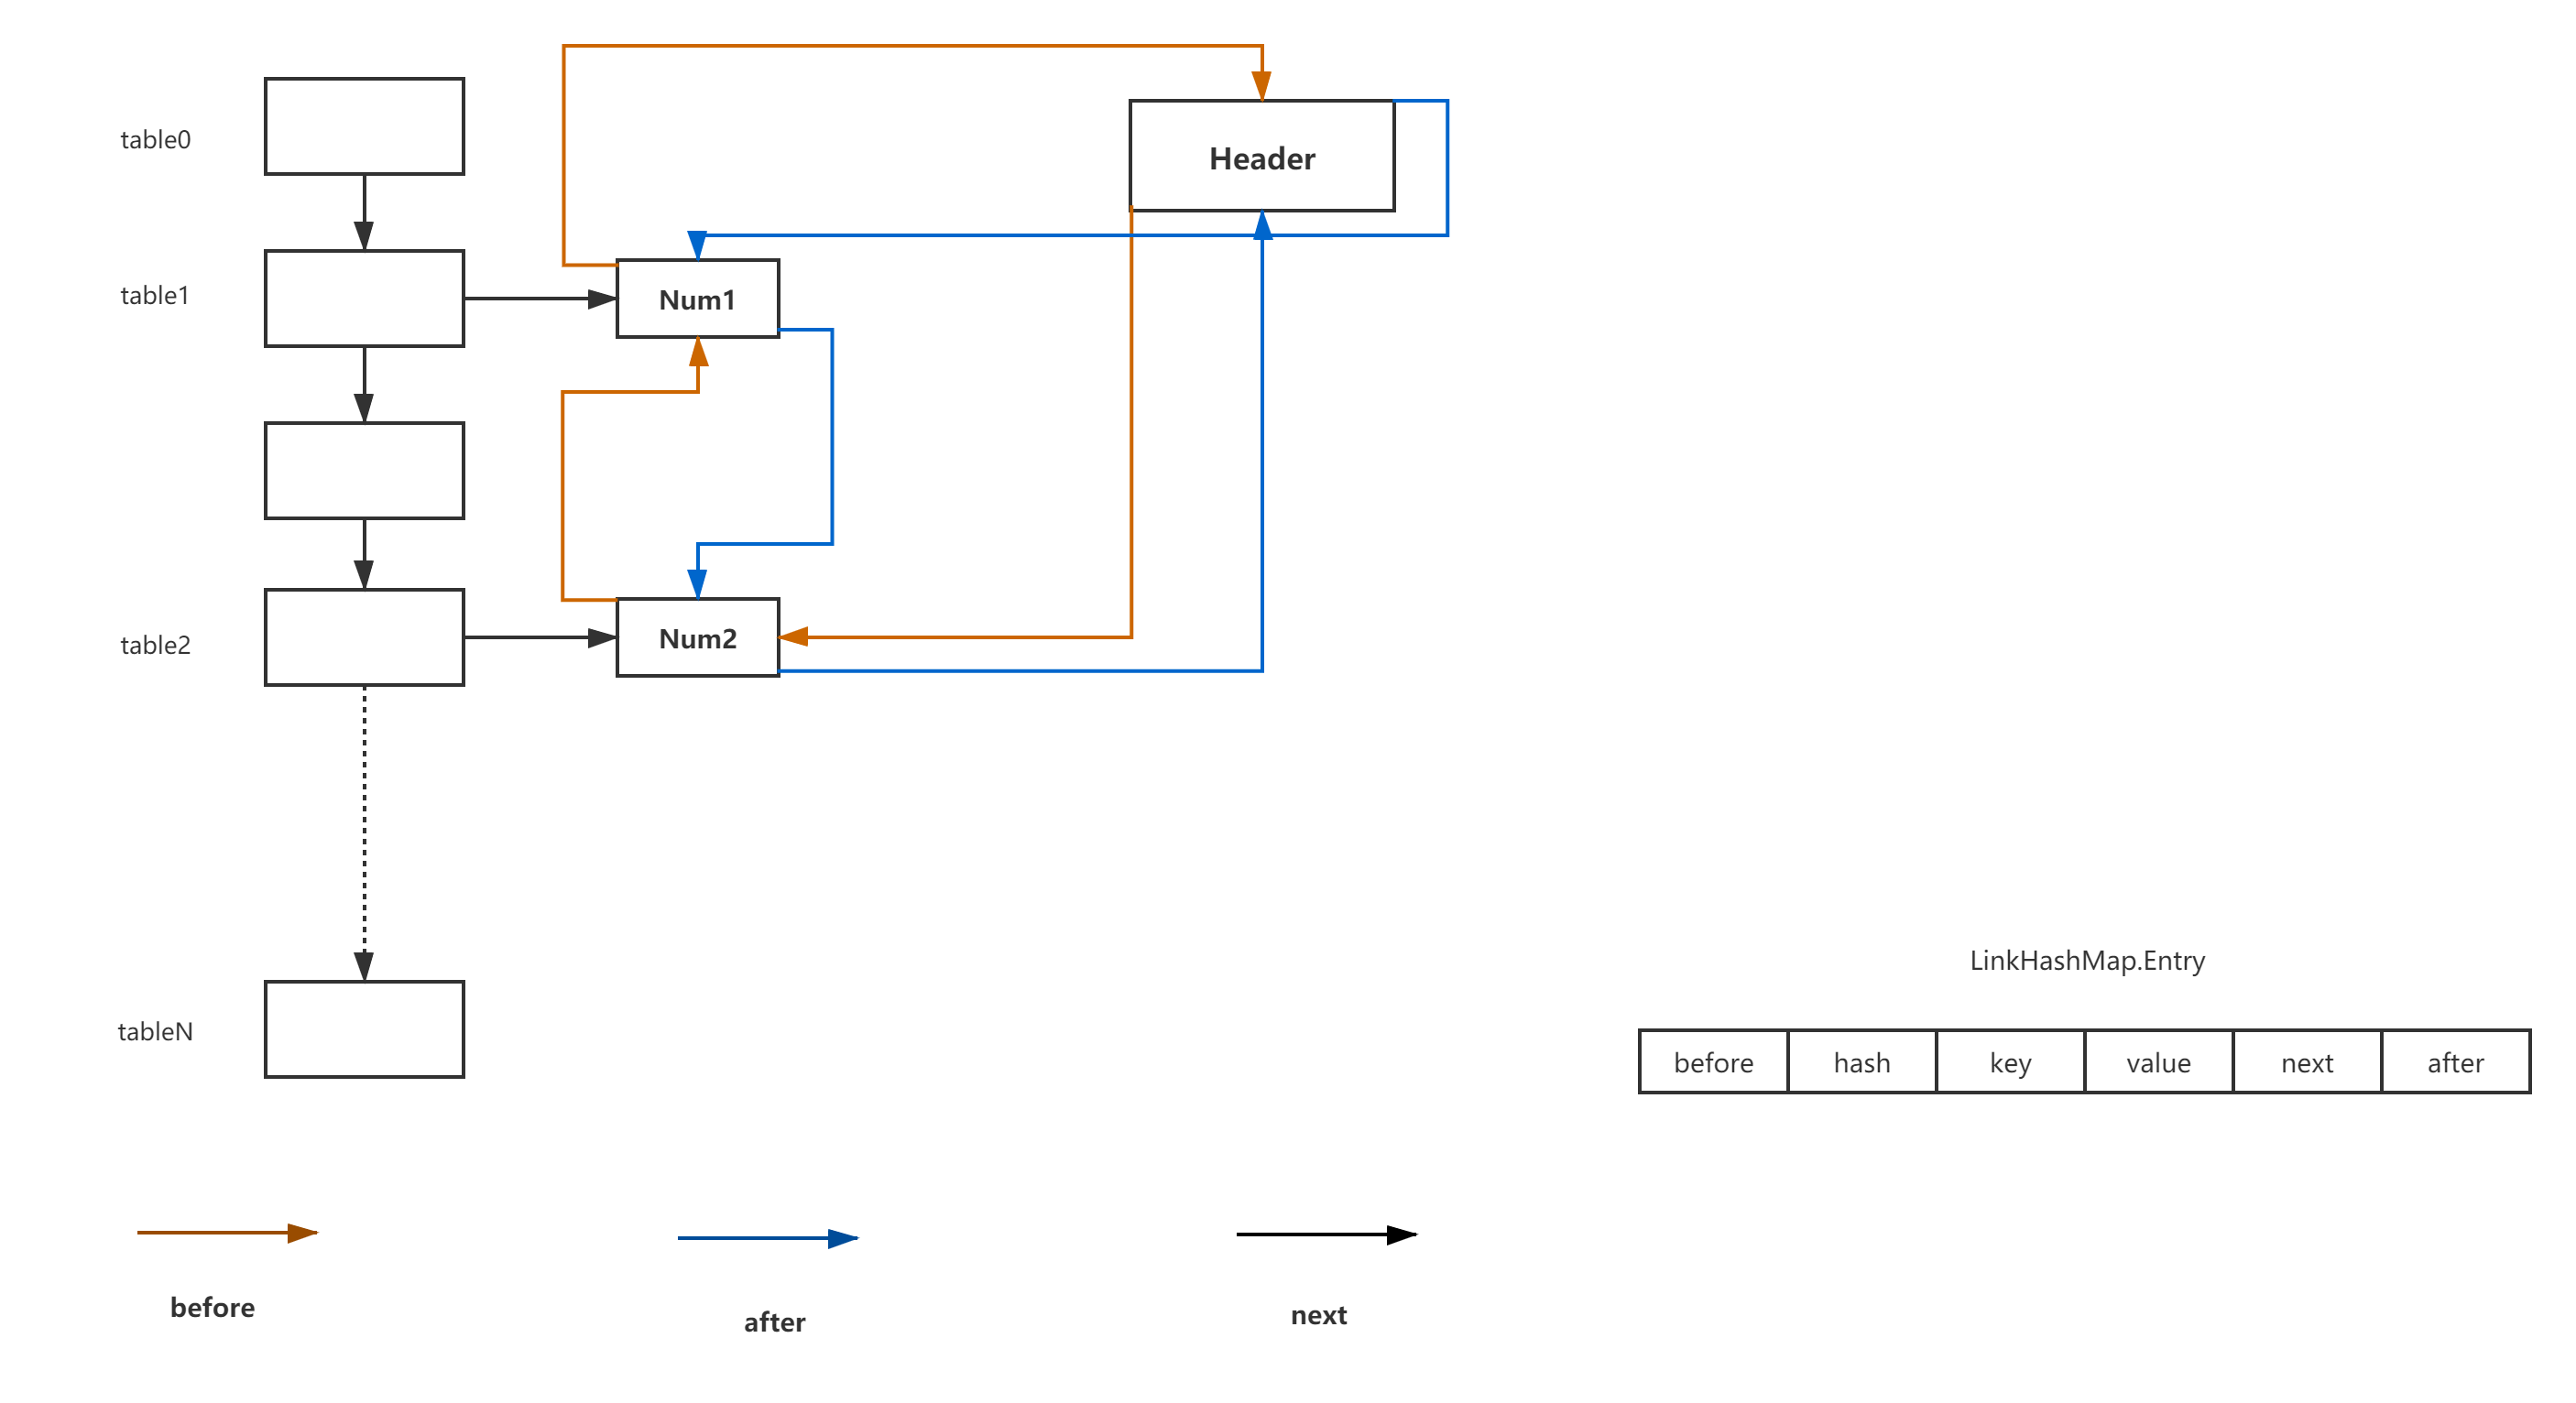 table0
Header
table1
Num1
table2
Num2
LinkHashMap.Entry
tableN
before hash key value next after
before
after
next